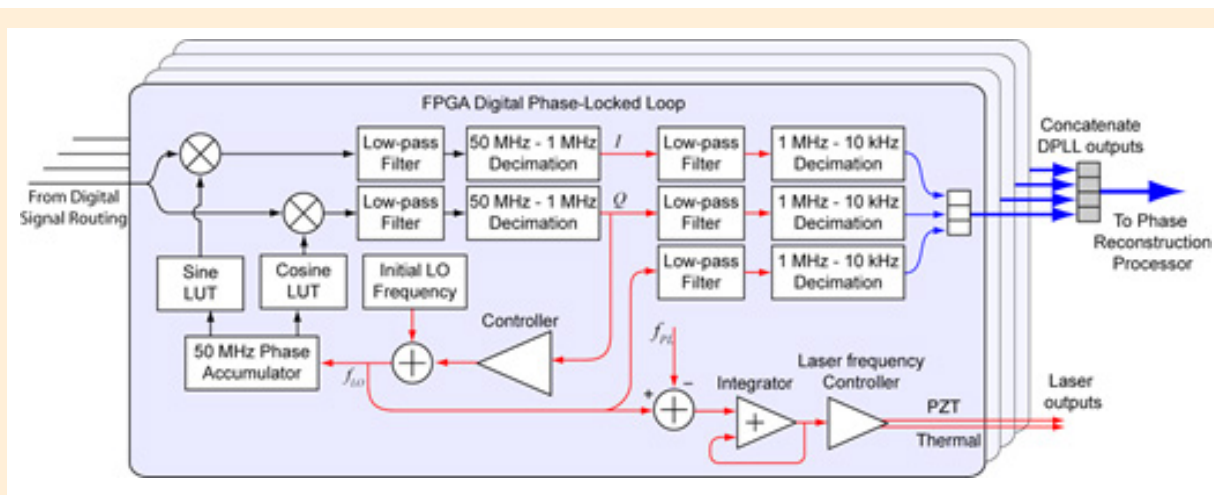 FPGA Digital Phase-Locked Loop
From Digital
Signal Routing
Low-pass
Filter
50 MHz - 1 MHz
Decimation
I
Low-pass
Filter
1 MHz - 10 kHz
Decimation
Concatenate
DPLL outputs
Low-pass
Filter
50 MHz - 1 MHz
Decimation
Q
Low-pass
Filter
1 MHz - 10 kHz
Decimation
To Phase
Reconstruction
Processor
Sine
LUT
Cosine
LUT
Initial LO
Frequency
Low-pass
Filter
1 MHz - 10 kHz
Decimation
Controller
50 MHz Phase
Accumulator
f_LO
+
f_PL
+
−
+
Integrator
+
Laser frequency
Controller
PZT
Thermal
Laser
outputs